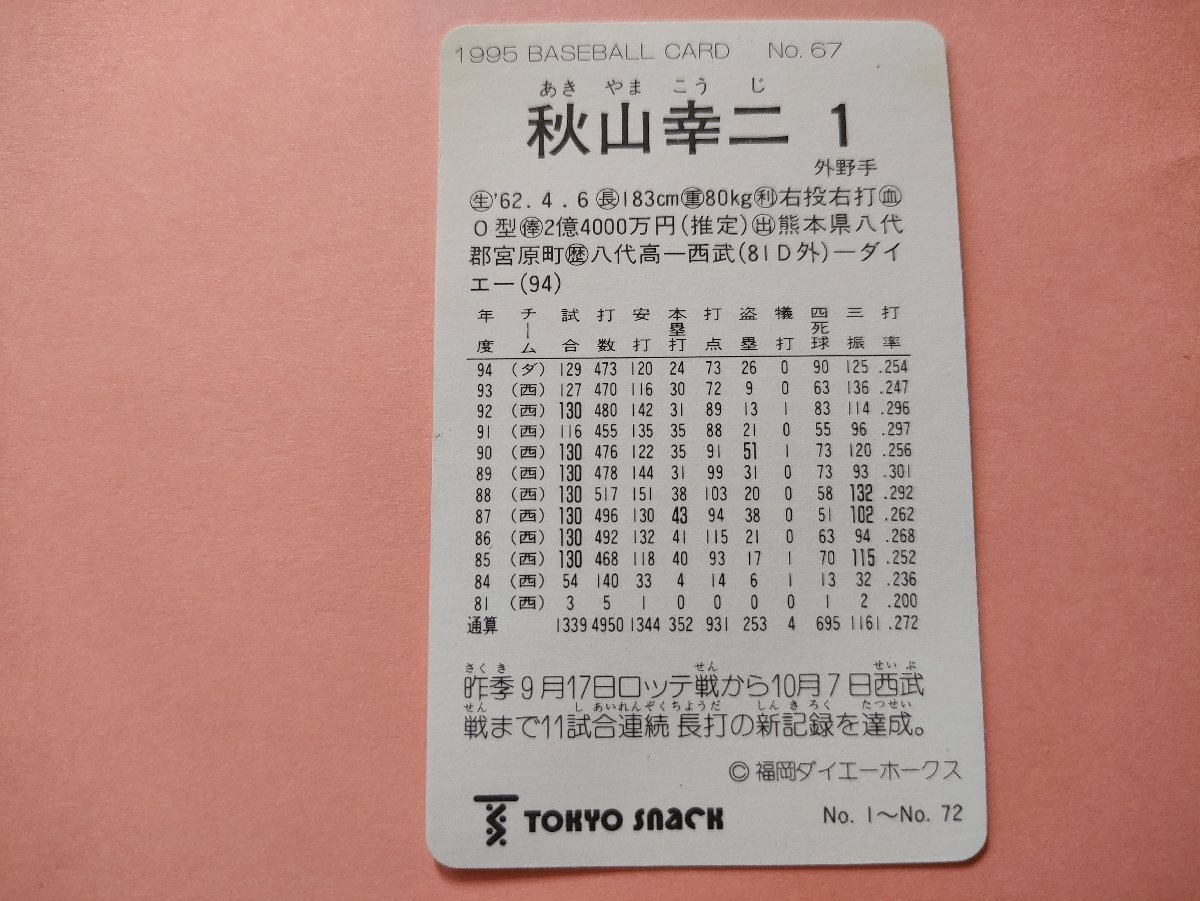 1995 BASEBALL CARD No. 67
あき やま こう じ
秋山幸二 1
外野手
㊤'62. 4. 6 ㊐183cm㊥80kg㊒右投右打㊋
O型㊝2億4000万円(推定)㊓熊本県八代
郡宮原町㊭八代高―西武(81D外)―ダイ
エー(94)
年度 チーム 試合 打数 安打 本塁打 打点 盗塁 犠打 四死球 三振 打率
94 (ダ) 129 473 120 24 73 26 0 90 125 .254
93 (西) 127 470 116 30 72 9 0 63 136 .247
92 (西) 130 480 142 31 89 13 1 83 114 .296
91 (西) 116 455 135 35 88 21 0 55 96 .297
90 (西) 130 476 122 35 91 51 1 73 120 .256
89 (西) 130 478 144 31 99 31 0 73 93 .301
88 (西) 130 517 151 38 103 20 0 58 132 .292
87 (西) 130 496 130 43 94 38 0 51 102 .262
86 (西) 130 492 132 41 115 21 0 63 94 .268
85 (西) 130 468 118 40 93 17 1 70 115 .252
84 (西) 54 140 33 4 14 6 1 13 32 .236
81 (西) 3 5 1 0 0 0 0 1 2 .200
通算 1339 4950 1344 352 931 253 4 695 1161 .272
さくき せん せいぶ
昨季9月17日ロッテ戦から10月7日西武
せん しあいれんぞくちょうだ しんきろく たつせい
戦まで11試合連続長打の新記録を達成。
©福岡ダイエーホークス
TOKYO SNACK No. 1〜No. 72